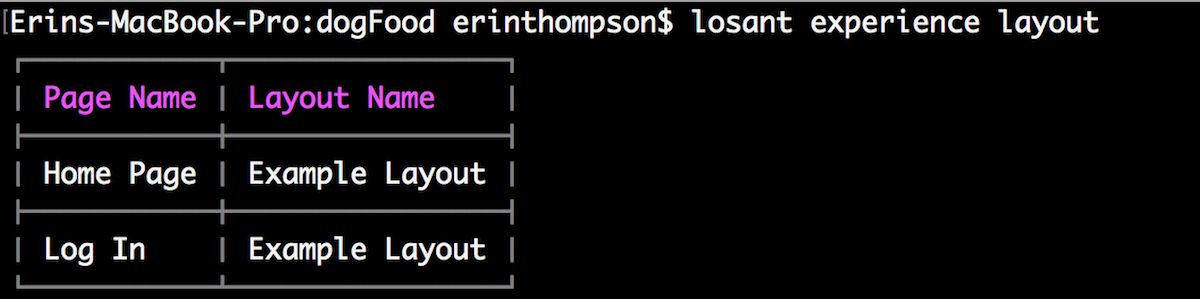 [Erins-MacBook-Pro:dogFood erinthompson$ losant experience layout
Page Name | Layout Name
Home Page | Example Layout
Log In | Example Layout